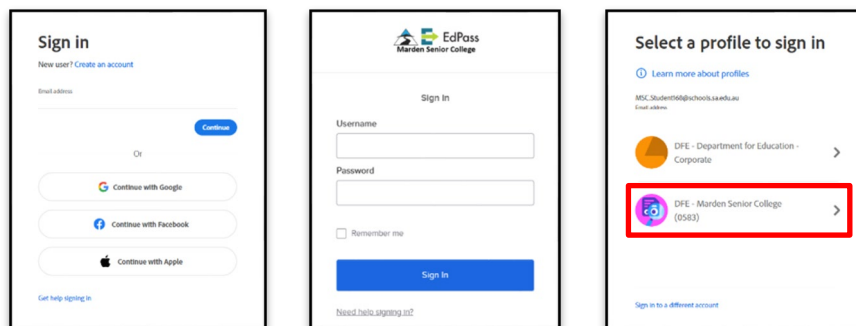 Sign in
New user? Create an account
Email address
Continue
Or
Continue with Google
Continue with Facebook
Continue with Apple
Get help signing in
EdPass
Marden Senior College
Sign In
Username
Password
Remember me
Sign In
Need help signing in?
Select a profile to sign in
Learn more about profiles
MSC.Student168@schools.sa.edu.au
Email address
DFE - Department for Education -
Corporate
DFE - Marden Senior College
(0583)
Sign in to a different account